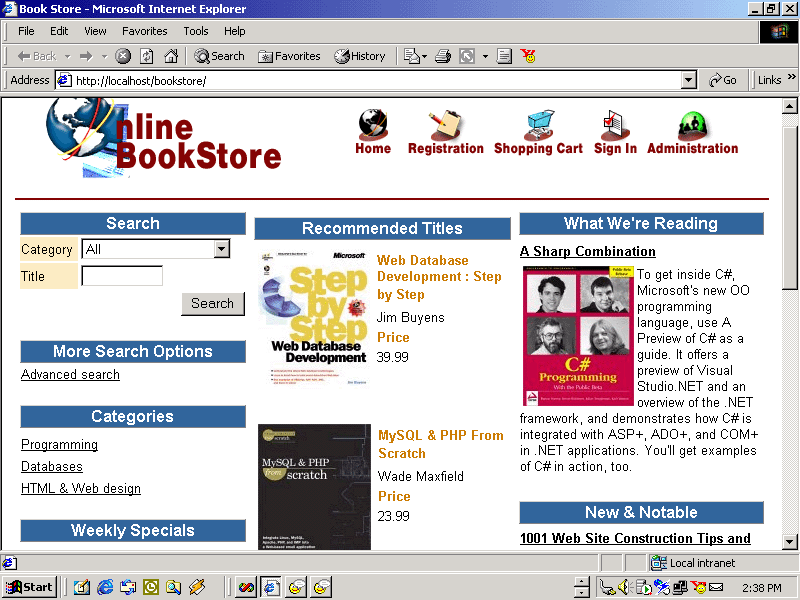 Book Store - Microsoft Internet Explorer
File Edit View Favorites Tools Help
Back Search Favorites History
Address http://localhost/bookstore/ Go Links »
nline
BookStore
Home Registration Shopping Cart Sign In Administration
Search
Category All
Title
Search
More Search Options
Advanced search
Categories
Programming
Databases
HTML & Web design
Weekly Specials
Recommended Titles
Microsoft
Step
by
Step
Web Database
Development
Web Database
Development : Step
by Step
Jim Buyens
Price
39.99
MySQL & PHP
from scratch
MySQL & PHP From
Scratch
Wade Maxfield
Price
23.99
What We're Reading
A Sharp Combination
C#
Programming
With the Public Beta
To get inside C#,
Microsoft's new OO
programming
language, use A
Preview of C# as a
guide. It offers a
preview of Visual
Studio.NET and an
overview of the .NET
framework, and demonstrates how C# is
integrated with ASP+, ADO+, and COM+
in .NET applications. You'll get examples
of C# in action, too.
New & Notable
1001 Web Site Construction Tips and
Local intranet
Start
2:38 PM